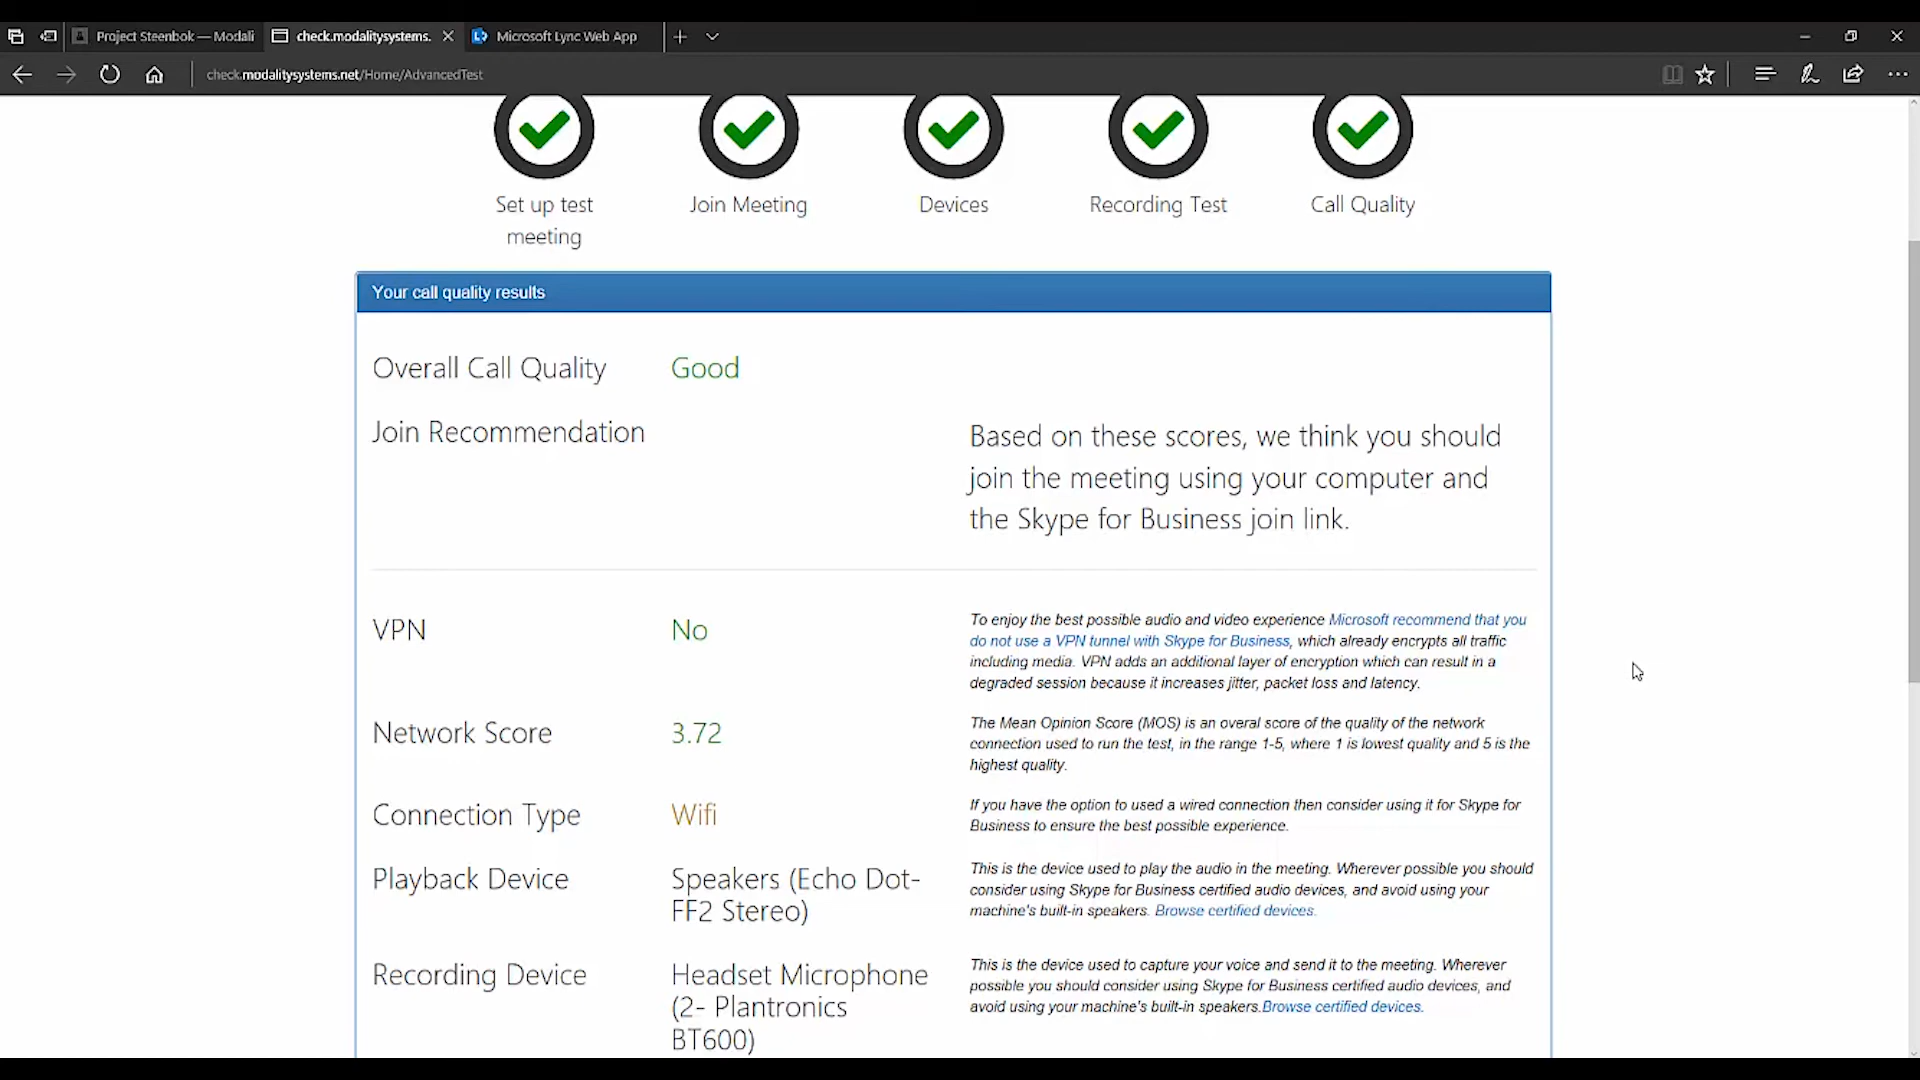 Project Steenbok — Modali
check.modalitysystems.
Microsoft Lync Web App
check.modalitysystems.net/Home/AdvancedTest
Set up test
meeting
Join Meeting
Devices
Recording Test
Call Quality
Your call quality results
Overall Call Quality
Good
Join Recommendation
Based on these scores, we think you should
join the meeting using your computer and
the Skype for Business join link.
VPN
No
To enjoy the best possible audio and video experience Microsoft recommend that you
do not use a VPN tunnel with Skype for Business, which already encrypts all traffic
including media. VPN adds an additional layer of encryption which can result in a
degraded session because it increases jitter, packet loss and latency.
Network Score
3.72
The Mean Opinion Score (MOS) is an overal score of the quality of the network
connection used to run the test, in the range 1-5, where 1 is lowest quality and 5 is the
highest quality.
Connection Type
Wifi
If you have the option to used a wired connection then consider using it for Skype for
Business to ensure the best possible experience.
Playback Device
Speakers (Echo Dot-
FF2 Stereo)
This is the device used to play the audio in the meeting. Wherever possible you should
consider using Skype for Business certified audio devices, and avoid using your
machine's built-in speakers. Browse certified devices.
Recording Device
Headset Microphone
(2- Plantronics
BT600)
This is the device used to capture your voice and send it to the meeting. Wherever
possible you should consider using Skype for Business certified audio devices, and
avoid using your machine's built-in speakers.Browse certified devices.